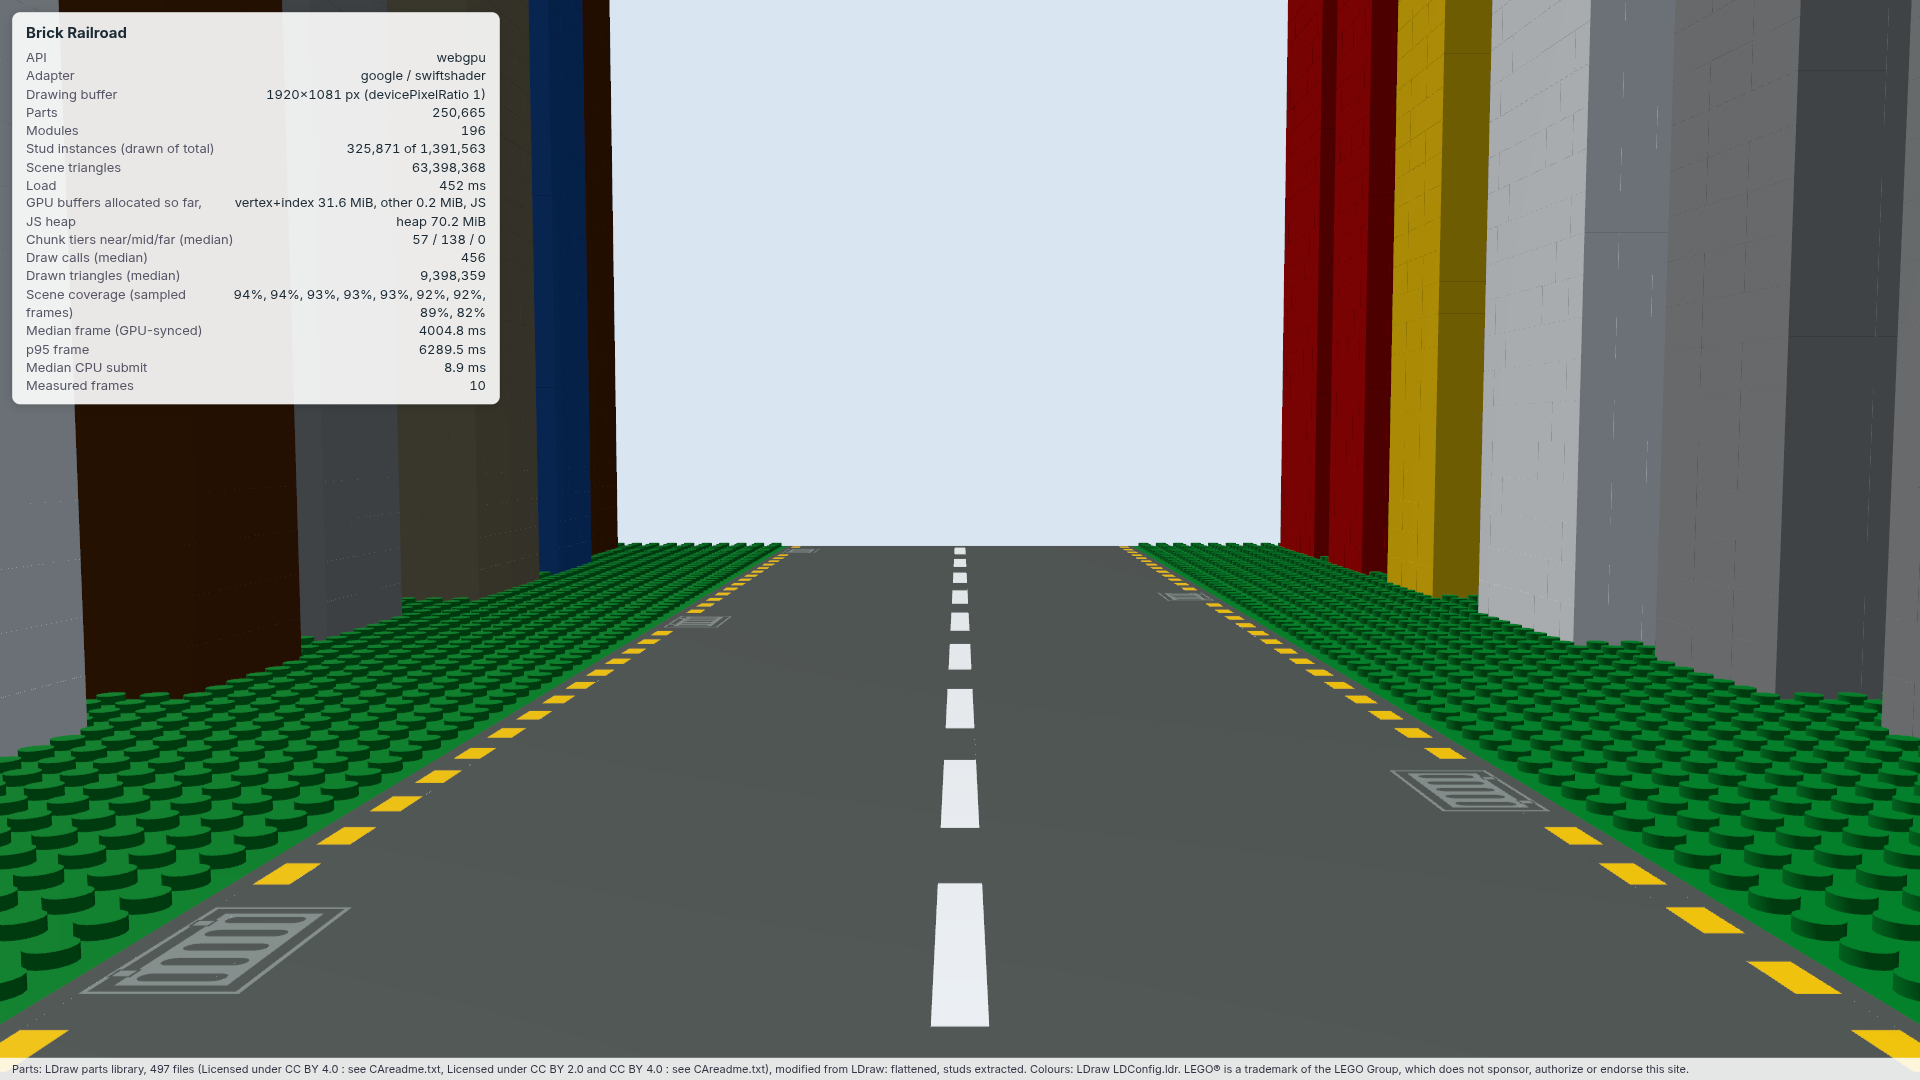 Brick Railroad
API webgpu
Adapter google / swiftshader
Drawing buffer 1920×1081 px (devicePixelRatio 1)
Parts 250,665
Modules 196
Stud instances (drawn of total) 325,871 of 1,391,563
Scene triangles 63,398,368
Load 452 ms
GPU buffers allocated so far, vertex+index 31.6 MiB, other 0.2 MiB, JS
JS heap heap 70.2 MiB
Chunk tiers near/mid/far (median) 57 / 138 / 0
Draw calls (median) 456
Drawn triangles (median) 9,398,359
Scene coverage (sampled 94%, 94%, 93%, 93%, 93%, 92%, 92%,
frames) 89%, 82%
Median frame (GPU-synced) 4004.8 ms
p95 frame 6289.5 ms
Median CPU submit 8.9 ms
Measured frames 10
Parts: LDraw parts library, 497 files (Licensed under CC BY 4.0 : see CAreadme.txt, Licensed under CC BY 2.0 and CC BY 4.0 : see CAreadme.txt), modified from LDraw: flattened, studs extracted. Colours: LDraw LDConfig.ldr. LEGO® is a trademark of the LEGO Group, which does not sponsor, authorize or endorse this site.